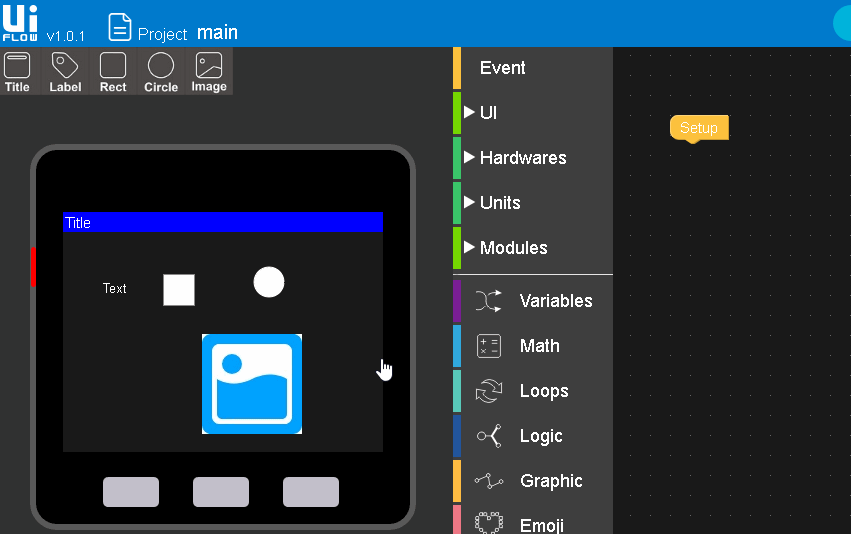 Ui
FLOW
v1.0.1
Project main
Title Label Rect Circle Image
Title
Text
Event
UI
Hardwares
Units
Modules
Variables
Math
Loops
Logic
Graphic
Emoji
Setup